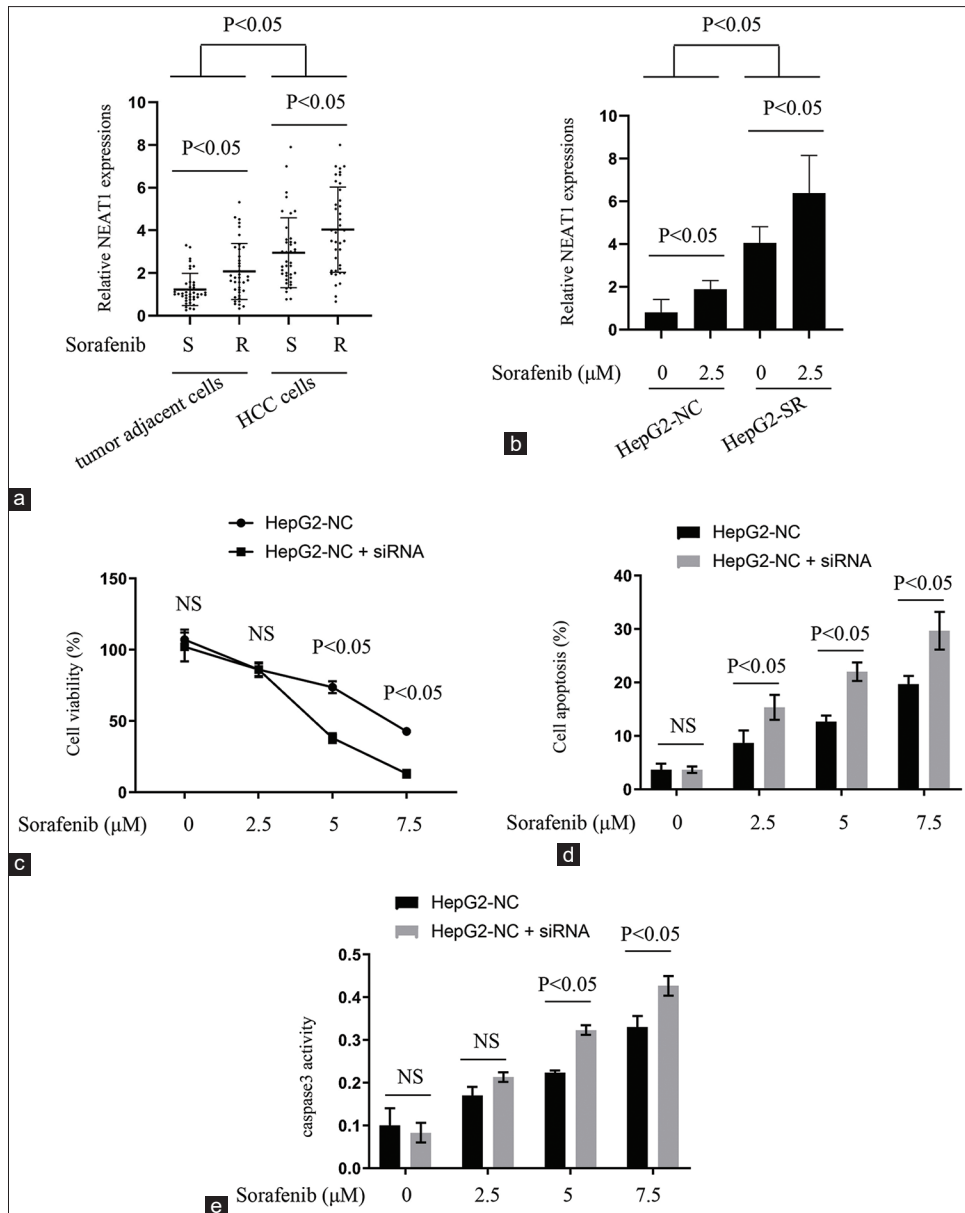 P<0.05
P<0.05
P<0.05
Relative NEAT1 expressions
10
8
6
4
2
0
Sorafenib S R S R
tumor adjacent cells
HCC cells
a
P<0.05
P<0.05
P<0.05
Relative NEAT1 expressions
10
8
6
4
2
0
Sorafenib (μM) 0 2.5 0 2.5
HepG2-NC
HepG2-SR
b
HepG2-NC
HepG2-NC + siRNA
Cell viability (%)
150
100
50
0
NS
NS
P<0.05
P<0.05
Sorafenib (μM) 0 2.5 5 7.5
c
HepG2-NC
HepG2-NC + siRNA
Cell apoptosis (%)
40
30
20
10
0
NS
P<0.05
P<0.05
P<0.05
Sorafenib (μM) 0 2.5 5 7.5
d
HepG2-NC
HepG2-NC + siRNA
caspase3 activity
0.5
0.4
0.3
0.2
0.1
0.0
NS
NS
P<0.05
P<0.05
Sorafenib (μM) 0 2.5 5 7.5
e